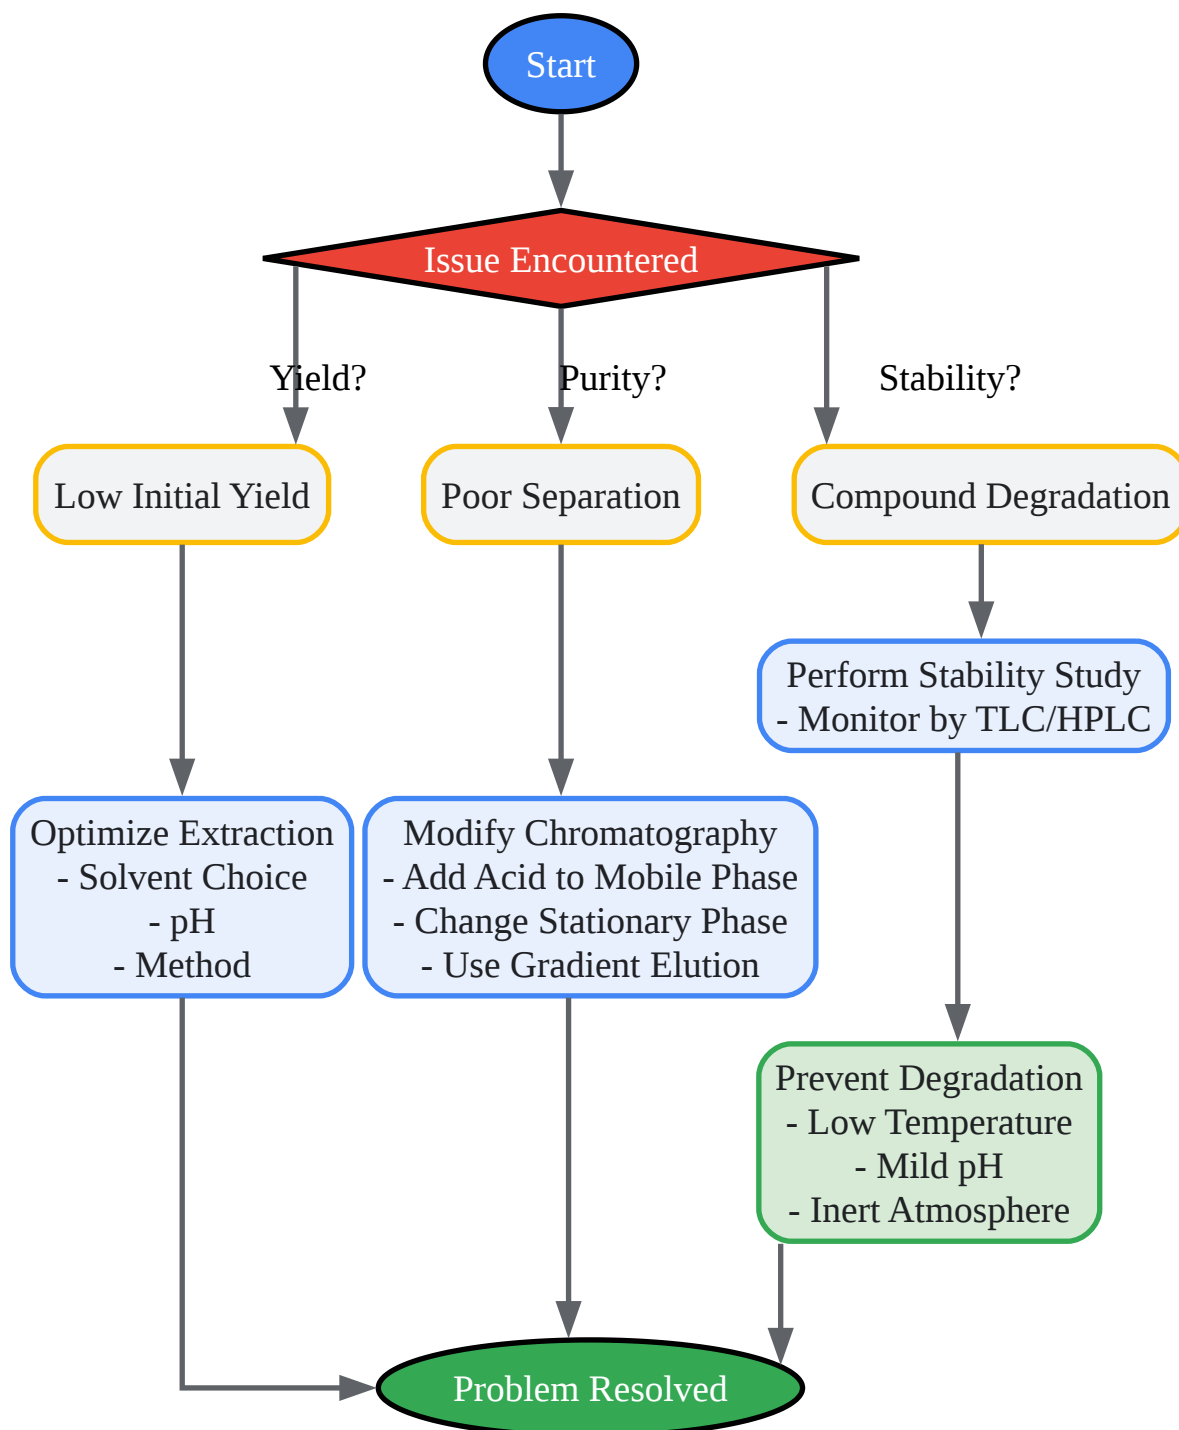 Start
Issue Encountered
Yield?
Purity?
Stability?
Low Initial Yield
Poor Separation
Compound Degradation
Perform Stability Study
- Monitor by TLC/HPLC
Optimize Extraction
- Solvent Choice
- pH
- Method
Modify Chromatography
- Add Acid to Mobile Phase
- Change Stationary Phase
- Use Gradient Elution
Prevent Degradation
- Low Temperature
- Mild pH
- Inert Atmosphere
Problem Resolved